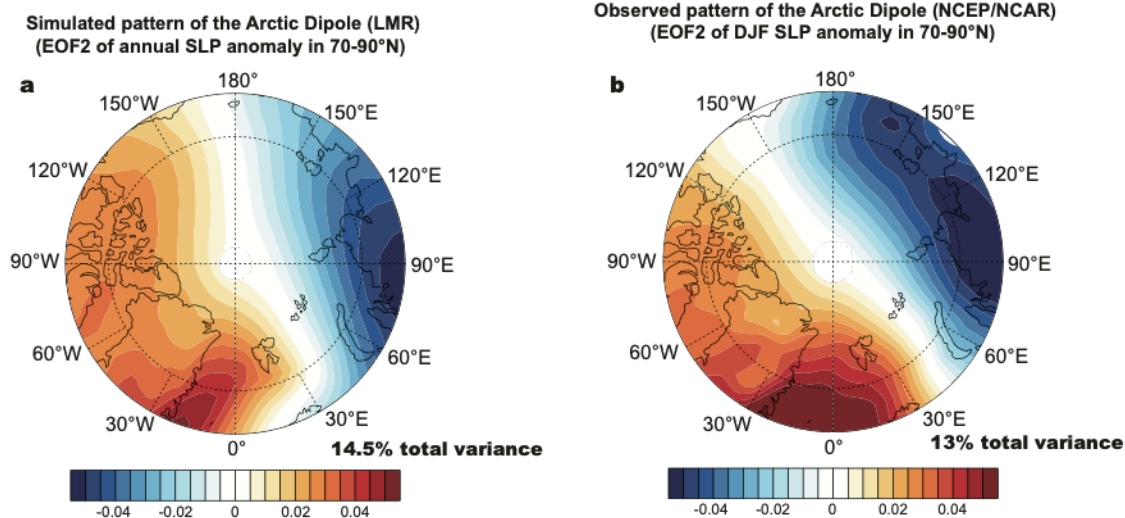 Simulated pattern of the Arctic Dipole (LMR)
(EOF2 of annual SLP anomaly in 70-90°N)
a
180°
150°W
150°E
120°W
120°E
90°W
90°E
60°W
60°E
30°W
30°E
0°
14.5% total variance
-0.04 -0.02 0 0.02 0.04
Observed pattern of the Arctic Dipole (NCEP/NCAR)
(EOF2 of DJF SLP anomaly in 70-90°N)
b
180°
150°W
150°E
120°W
120°E
90°W
90°E
60°W
60°E
30°W
30°E
0°
13% total variance
-0.04 -0.02 0 0.02 0.04